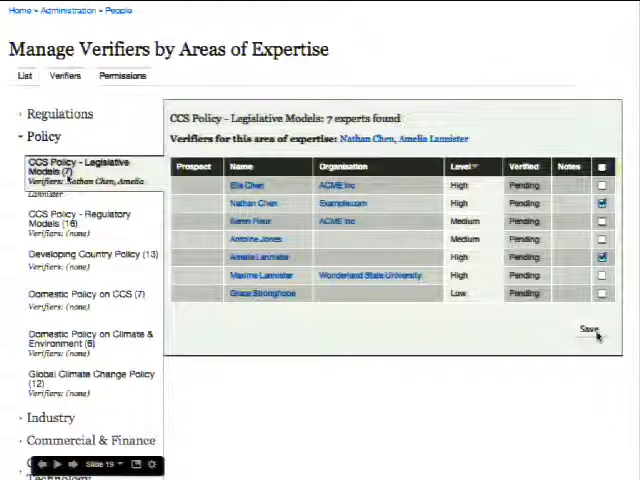 Home » Administration » People
Manage Verifiers by Areas of Expertise
List Verifiers Permissions
Regulations
Policy
CCS Policy - Legislative
Models (7)
Verifiers: Nathan Chen, Amelia
Lannister
CCS Policy - Regulatory
Models (16)
Verifiers: (none)
Developing Country Policy (13)
Verifiers: (none)
Domestic Policy on CCS (7)
Verifiers: (none)
Domestic Policy on Climate &
Environment (6)
Verifiers: (none)
Global Climate Change Policy
(12)
Verifiers: (none)
Industry
Commercial & Finance
Technology
Slide 19
CCS Policy - Legislative Models: 7 experts found
Verifiers for this area of expertise: Nathan Chen, Amelia Lannister
Prospect Name Organisation Level Verified Notes
Ella Chen ACME Inc High Pending
Nathan Chen Example.com High Pending
Seren Fleur ACME Inc Medium Pending
Antoine Jones Medium Pending
Amelia Lannister High Pending
Maxime Lannister Wonderland State University High Pending
Grace Stronghope Low Pending
Save